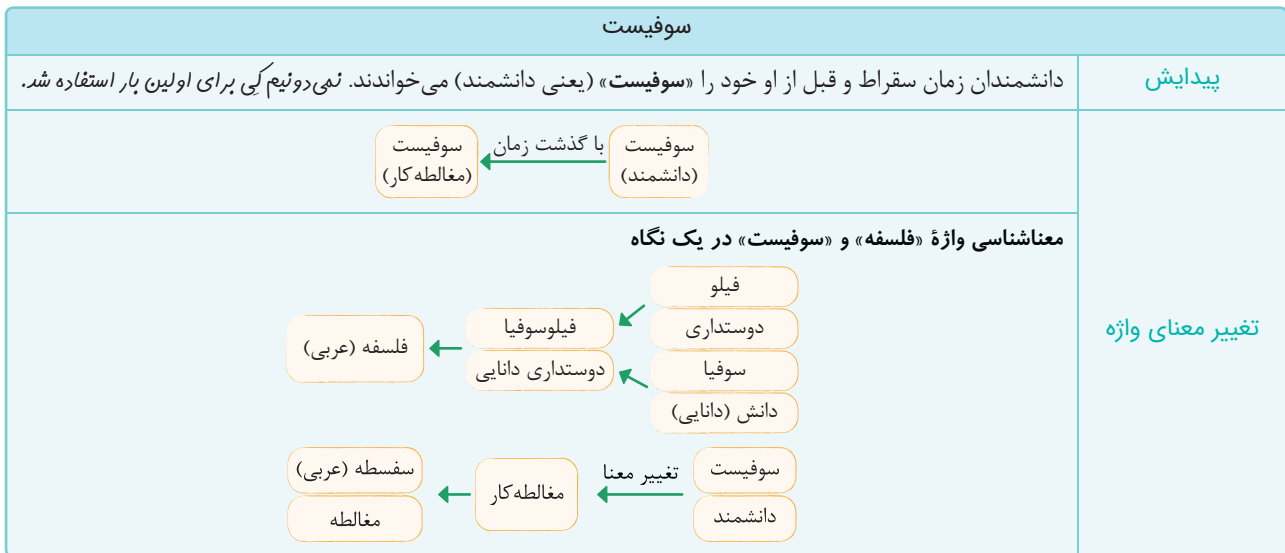 سوفیست
پیدایش
دانشمندان زمان سقراط و قبل از او خود را «سوفیست» (یعنی دانشمند) می‌خواندند. نمی‌دونیم کِی برای اولین بار استفاده شد.
تغییر معنای واژه
سوفیست
(دانشمند)
با گذشت زمان
سوفیست
(مغالطه‌کار)
معناشناسی واژهٔ «فلسفه» و «سوفیست» در یک نگاه
فیلو
دوستداری
سوفیا
دانش (دانایی)
فیلوسوفیا
دوستداری دانایی
فلسفه (عربی)
سوفیست
دانشمند
تغییر معنا
مغالطه‌کار
سفسطه (عربی)
مغالطه